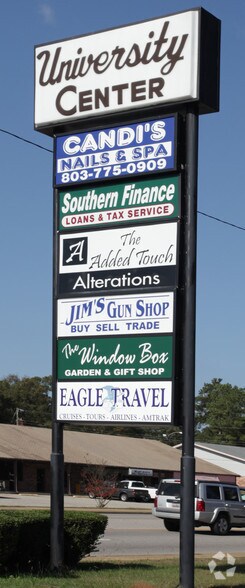 University
CENTER
CANDI'S
NAILS & SPA
803-775-0909
Southern Finance
LOANS & TAX SERVICE
A The
Added Touch
Alterations
JIM'S GUN SHOP
BUY SELL TRADE
The WINDOW BOX
GARDEN & GIFT SHOP
EAGLE TRAVEL
CRUISES - TOURS - AIRLINES - AMTRAK